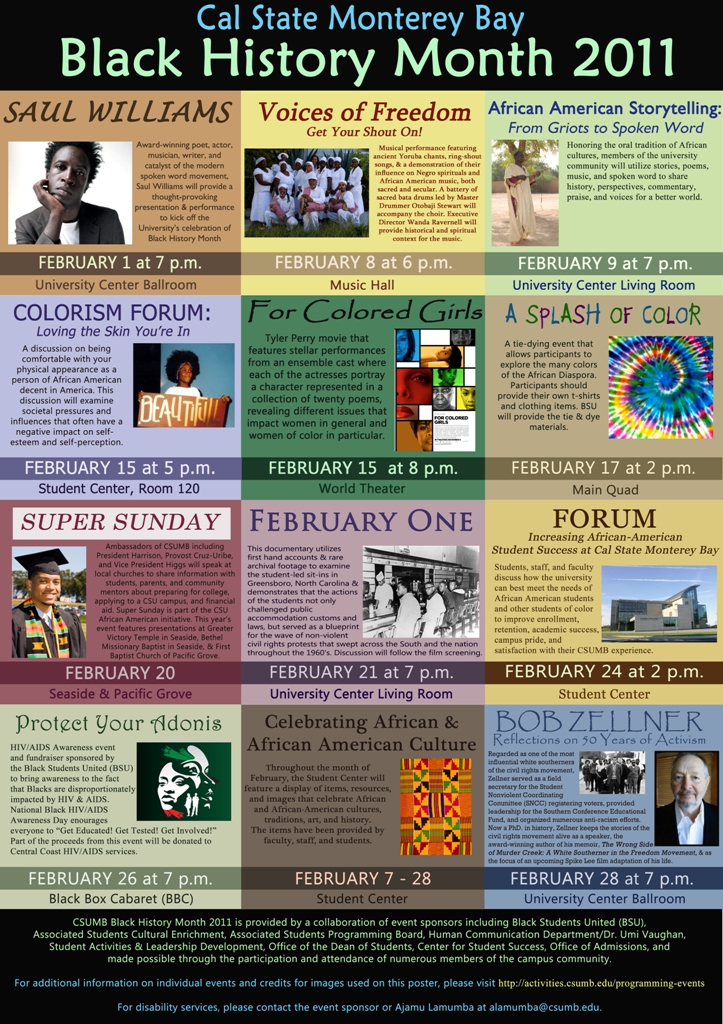 Cal State Monterey Bay
Black History Month 2011
SAUL WILLIAMS
Award-winning poet, actor,
musician, writer, and
catalyst of the modern
spoken word movement,
Saul Williams will provide a
thought-provoking
presentation & performance
to kick off the
University's celebration of
Black History Month
FEBRUARY 1 at 7 p.m.
University Center Ballroom
Voices of Freedom
Get Your Shout On!
Musical performance featuring
ancient Yoruba chants, ring-shout
songs, & a demonstration of their
influence on Negro spirituals and
African American music, both
sacred and secular. A battery of
sacred bata drums led by Master
Drummer Otobaji Stewart will
accompany the choir. Executive
Director Wanda Ravernell will
provide historical and spiritual
context for the music.
FEBRUARY 8 at 6 p.m.
Music Hall
African American Storytelling:
From Griots to Spoken Word
Honoring the oral tradition of African
cultures, members of the university
community will utilize stories, poems,
music, and spoken word to share
history, perspectives, commentary,
praise, and voices for a better world.
FEBRUARY 9 at 7 p.m.
University Center Living Room
COLORISM FORUM:
Loving the Skin You're In
A discussion on being
comfortable with your
physical appearance as a
person of African American
decent in America. This
discussion will examine
societal pressures and
influences that often have a
negative impact on self-
esteem and self-perception.
BEAUTIFUL
FEBRUARY 15 at 5 p.m.
Student Center, Room 120
For Colored Girls
Tyler Perry movie that
features stellar performances
from an ensemble cast where
each of the actresses portray
a character represented in a
collection of twenty poems,
revealing different issues that
impact women in general and
women of color in particular.
FOR COLORED
GIRLS
FEBRUARY 15 at 8 p.m.
World Theater
A SPLASH OF COLOR
A tie-dying event that
allows participants to
explore the many colors
of the African Diaspora.
Participants should
provide their own t-shirts
and clothing items. BSU
will provide the tie & dye
materials.
FEBRUARY 17 at 2 p.m.
Main Quad
SUPER SUNDAY
Ambassadors of CSUMB including
President Harrison, Provost Cruz-Uribe,
and Vice President Higgs will speak at
local churches to share information with
students, parents, and community
mentors about preparing for college,
applying to a CSU campus, and financial
aid. Super Sunday is part of the CSU
African American initiative. This year's
event features presentations at Greater
Victory Temple in Seaside, Bethel
Missionary Baptist in Seaside, & First
Baptist Church of Pacific Grove.
FEBRUARY 20
Seaside & Pacific Grove
FEBRUARY ONE
This documentary utilizes
first hand accounts & rare
archival footage to examine
the student-led sit-ins in
Greensboro, North Carolina &
demonstrates that the actions
of the students not only
challenged public
accommodation customs and
laws, but served as a blueprint
for the wave of non-violent
civil rights protests that swept across the South and the nation
throughout the 1960's. Discussion will follow the film screening.
FEBRUARY 21 at 7 p.m.
University Center Living Room
FORUM
Increasing African-American
Student Success at Cal State Monterey Bay
Students, staff, and faculty
discuss how the university
can best meet the needs of
African American students
and other students of color
to improve enrollment,
retention, academic success,
campus pride, and
satisfaction with their CSUMB experience.
FEBRUARY 24 at 2 p.m.
Student Center
Protect Your Adonis
HIV/AIDS Awareness event
and fundraiser sponsored by
the Black Students United (BSU)
to bring awareness to the fact
that Blacks are disproportionately
impacted by HIV & AIDS.
National Black HIV/AIDS
Awareness Day enourages
everyone to "Get Educated! Get Tested! Get Involved!"
Part of the proceeds from this event will be donated to
Central Coast HIV/AIDS services.
FEBRUARY 26 at 7 p.m.
Black Box Cabaret (BBC)
Celebrating African &
African American Culture
Throughout the month of
February, the Student Center will
feature a display of items, resources,
and images that celebrate African
and African-American cultures,
traditions, art, and history.
The items have been provided by
faculty, staff, and students.
FEBRUARY 7 - 28
Student Center
BOB ZELLNER
Reflections on 50 Years of Activism
Regarded as one of the most
influential white southerners
of the civil rights movement,
Zellner served as a field
secretary for the Student
Nonviolent Coordinating
Committee (SNCC) registering voters, provided
leadership for the Southern Conference Educational
Fund, and organized numerous anti-racism efforts.
Now a PhD. in history, Zellner keeps the stories of the
civil rights movement alive as a speaker, the
award-winning author of his memoir, The Wrong Side
of Murder Creek: A White Southerner in the Freedom Movement, & as
the focus of an upcoming Spike Lee film adaptation of his life.
FEBRUARY 28 at 7 p.m.
University Center Ballroom
CSUMB Black History Month 2011 is provided by a collaboration of event sponsors including Black Students United (BSU),
Associated Students Cultural Enrichment, Associated Students Programming Board, Human Communication Department/Dr. Umi Vaughan,
Student Activities & Leadership Development, Office of the Dean of Students, Center for Student Success, Office of Admissions, and
made possible through the participation and attendance of numerous members of the campus community.
For additional information on individual events and credits for images used on this poster, please visit http://activities.csumb.edu/programming-events
For disability services, please contact the event sponsor or Ajamu Lamumba at alamumba@csumb.edu.